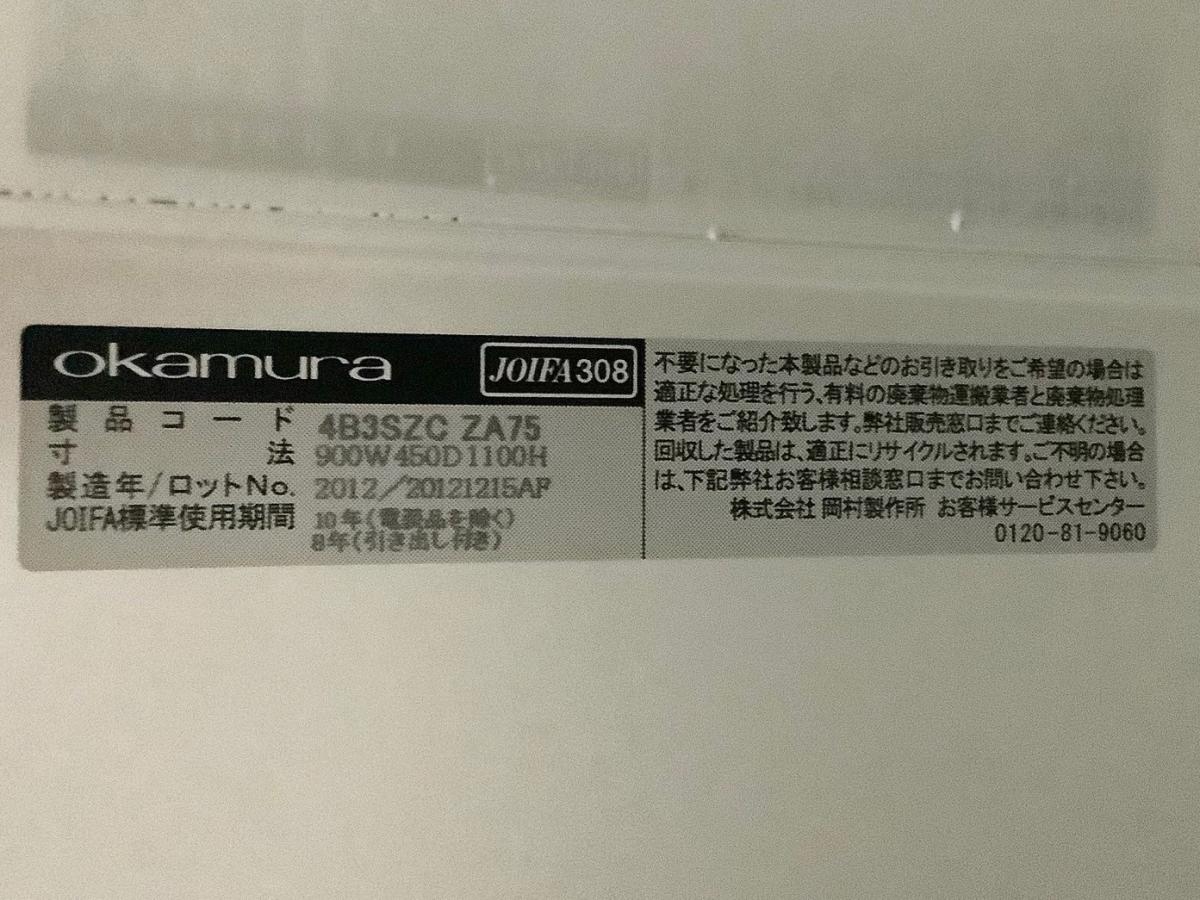 okamura JOIFA308
製品コード 4B3SZC ZA75
寸法 900W450D1100H
製造年/ロットNo. 2012/20121215AP
JOIFA標準使用期間 10年(電装品を除く)
8年(引き出し付き)
不要になった本製品などのお引き取りをご希望の場合は
適正な処理を行う、有料の廃棄物運搬業者と廃棄物処理
業者をご紹介致します。弊社販売窓口までご連絡ください。
回収した製品は、適正にリサイクルされます。ご不明の場合
は、下記弊社お客様相談窓口までお問い合わせ下さい。
株式会社 岡村製作所 お客様サービスセンター
0120-81-9060